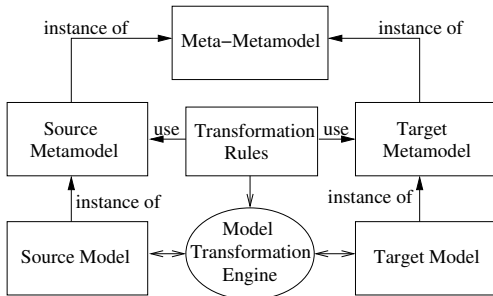 instance of
Meta−Metamodel
instance of
Source
Metamodel
use
Transformation
Rules
use
Target
Metamodel
instance of
instance of
Source Model
Model
Transformation
Engine
Target Model